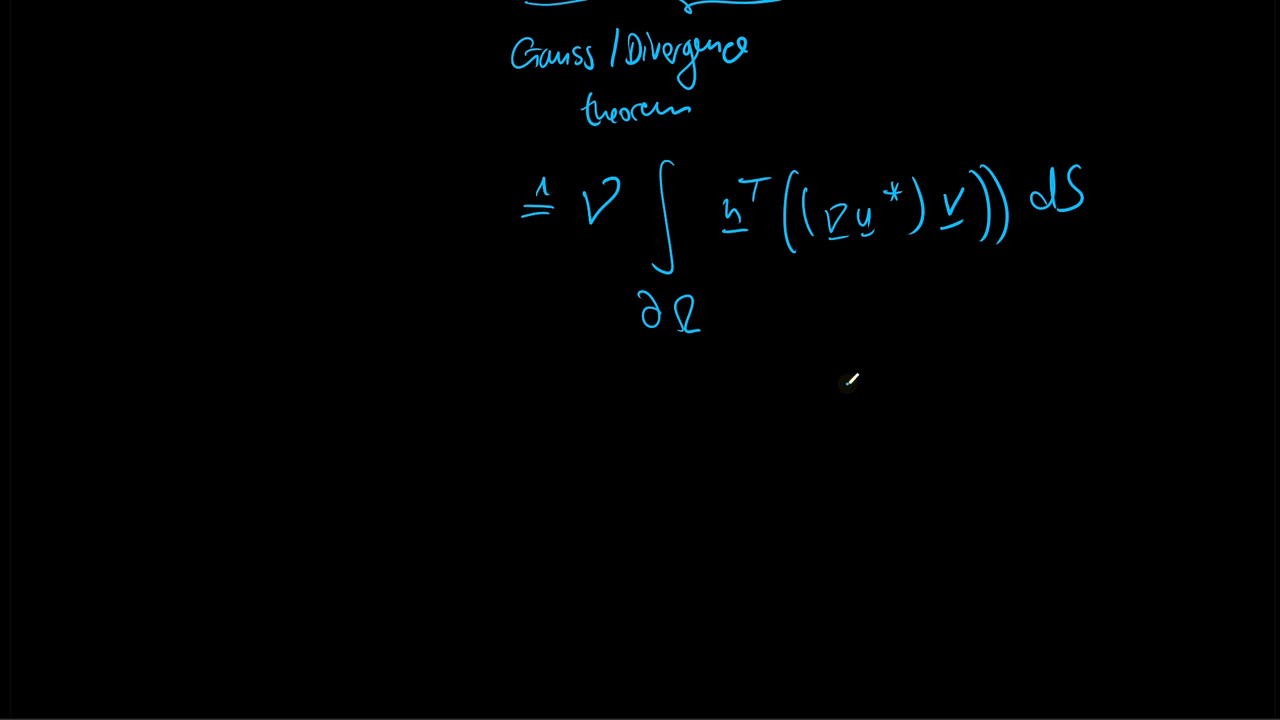 Gauss / Divergence
theorem
≙ ν ∫ n^T((∇u*) v)) dS
∂Ω